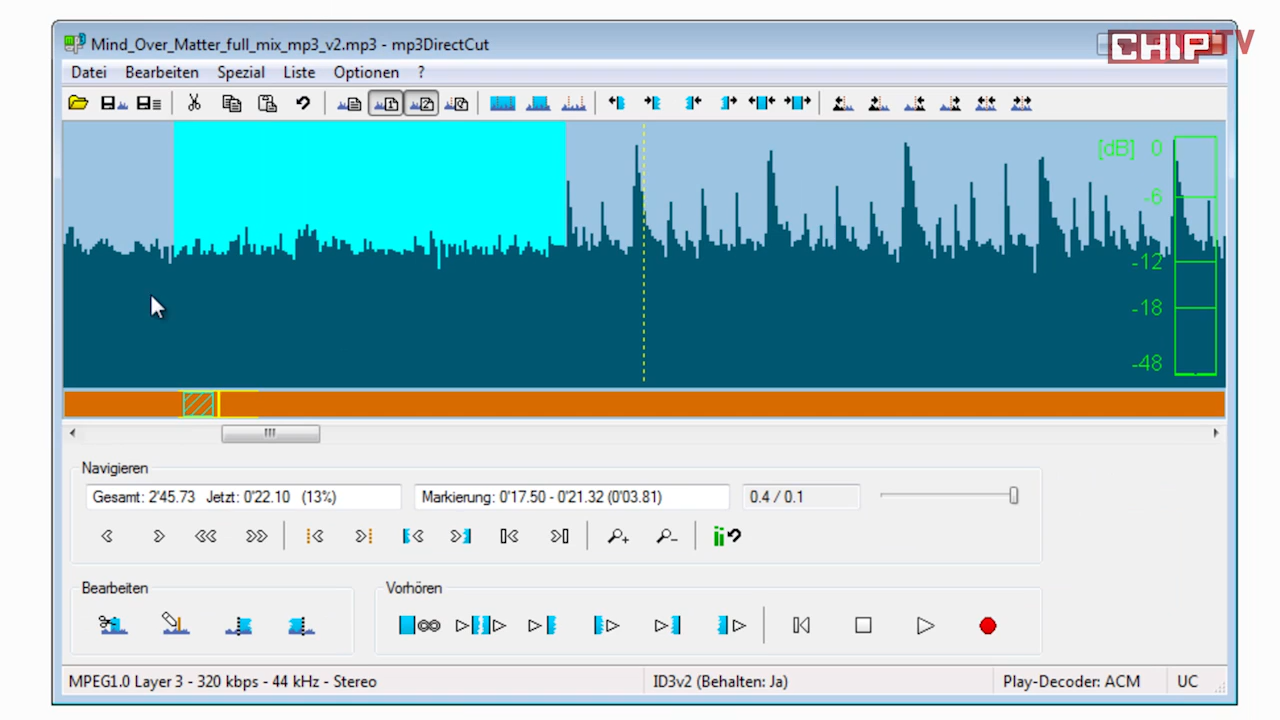 Mind_Over_Matter_full_mix_mp3_v2.mp3 - mp3DirectCut
CHIP TV
Datei Bearbeiten Spezial Liste Optionen ?
[dB] 0
-6
-12
-18
-48
Navigieren
Gesamt: 2'45.73 Jetzt: 0'22.10 (13%) Markierung: 0'17.50 - 0'21.32 (0'03.81) 0.4 / 0.1
Bearbeiten Vorhören
MPEG1.0 Layer 3 - 320 kbps - 44 kHz - Stereo ID3v2 (Behalten: Ja) Play-Decoder: ACM UC